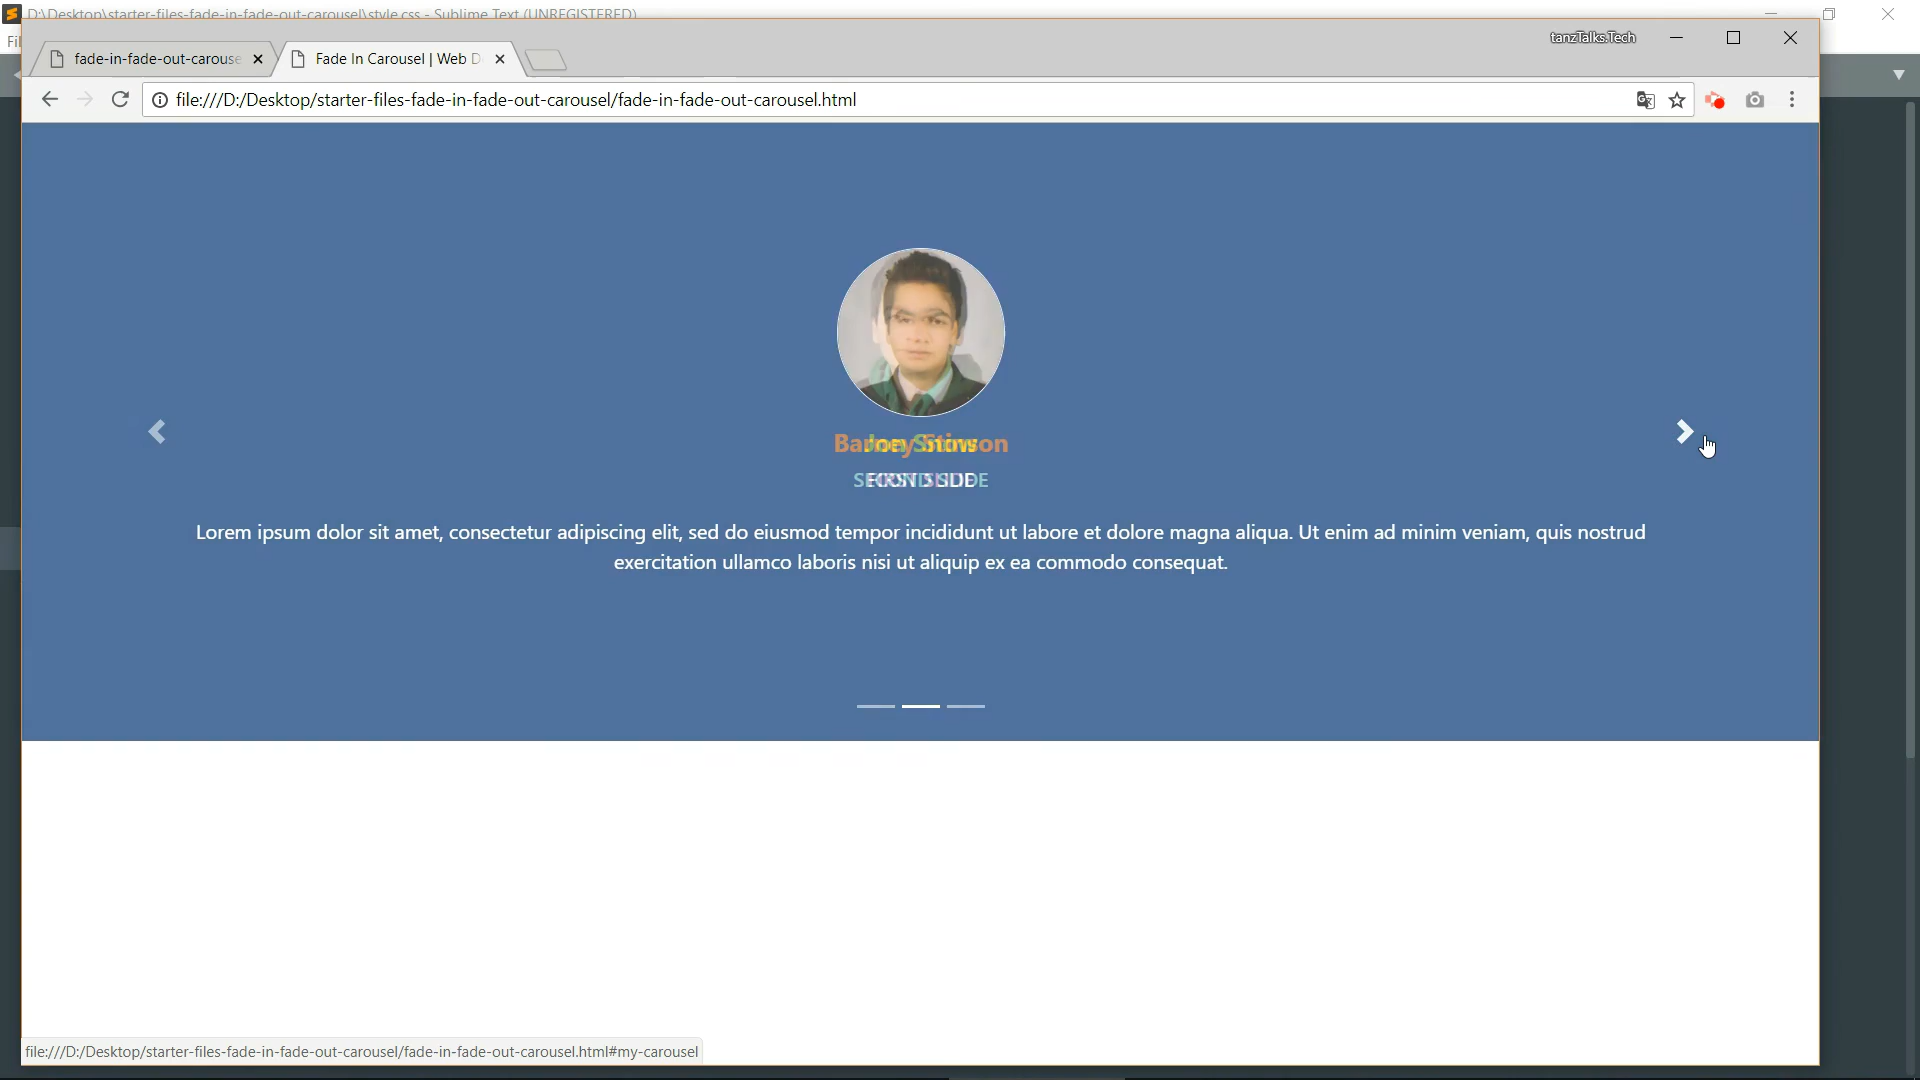 D:\Desktop\starter-files-fade-in-fade-out-carousel\style.css - Sublime Text (UNREGISTERED)
Fil
tanzTalks.Tech
fade-in-fade-out-carouse
Fade In Carousel | Web D
file:///D:/Desktop/starter-files-fade-in-fade-out-carousel/fade-in-fade-out-carousel.html
Barney Stinson
Lorem ipsum dolor sit amet, consectetur adipiscing elit, sed do eiusmod tempor incididunt ut labore et dolore magna aliqua. Ut enim ad minim veniam, quis nostrud
exercitation ullamco laboris nisi ut aliquip ex ea commodo consequat.
file:///D:/Desktop/starter-files-fade-in-fade-out-carousel/fade-in-fade-out-carousel.html#my-carousel